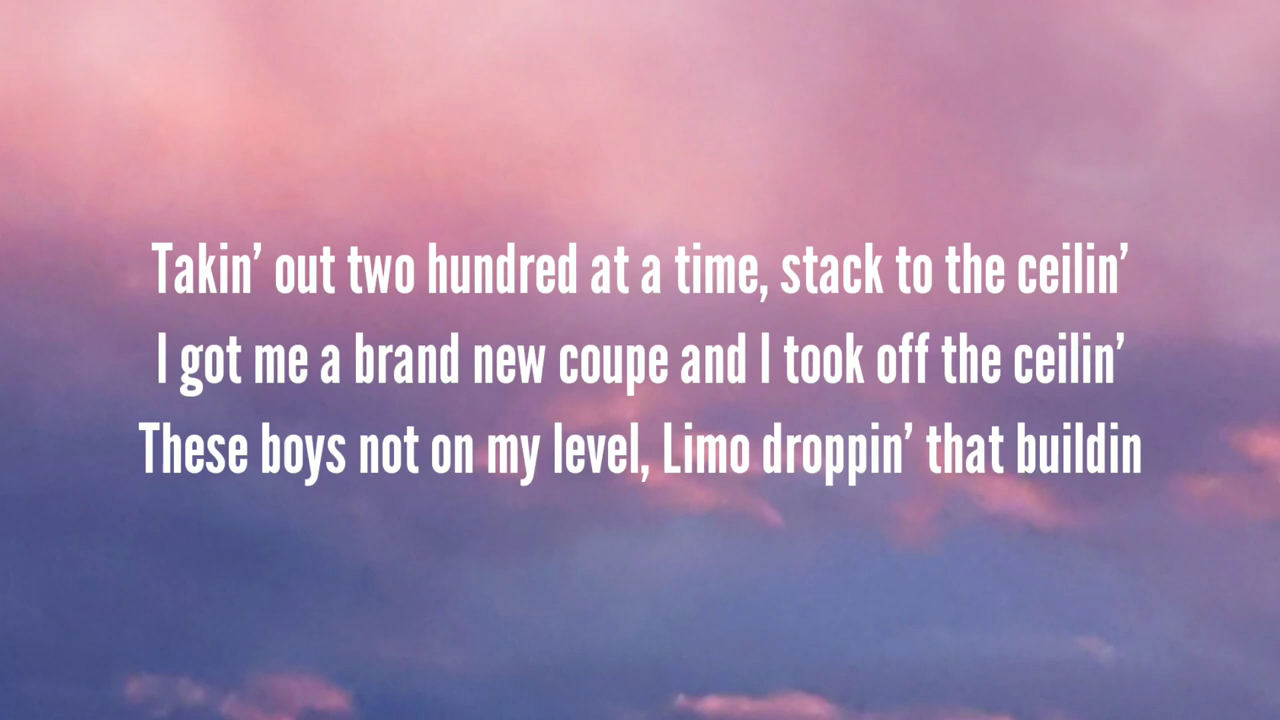 Takin’ out two hundred at a time, stack to the ceilin’
I got me a brand new coupe and I took off the ceilin’
These boys not on my level, Limo droppin’ that buildin